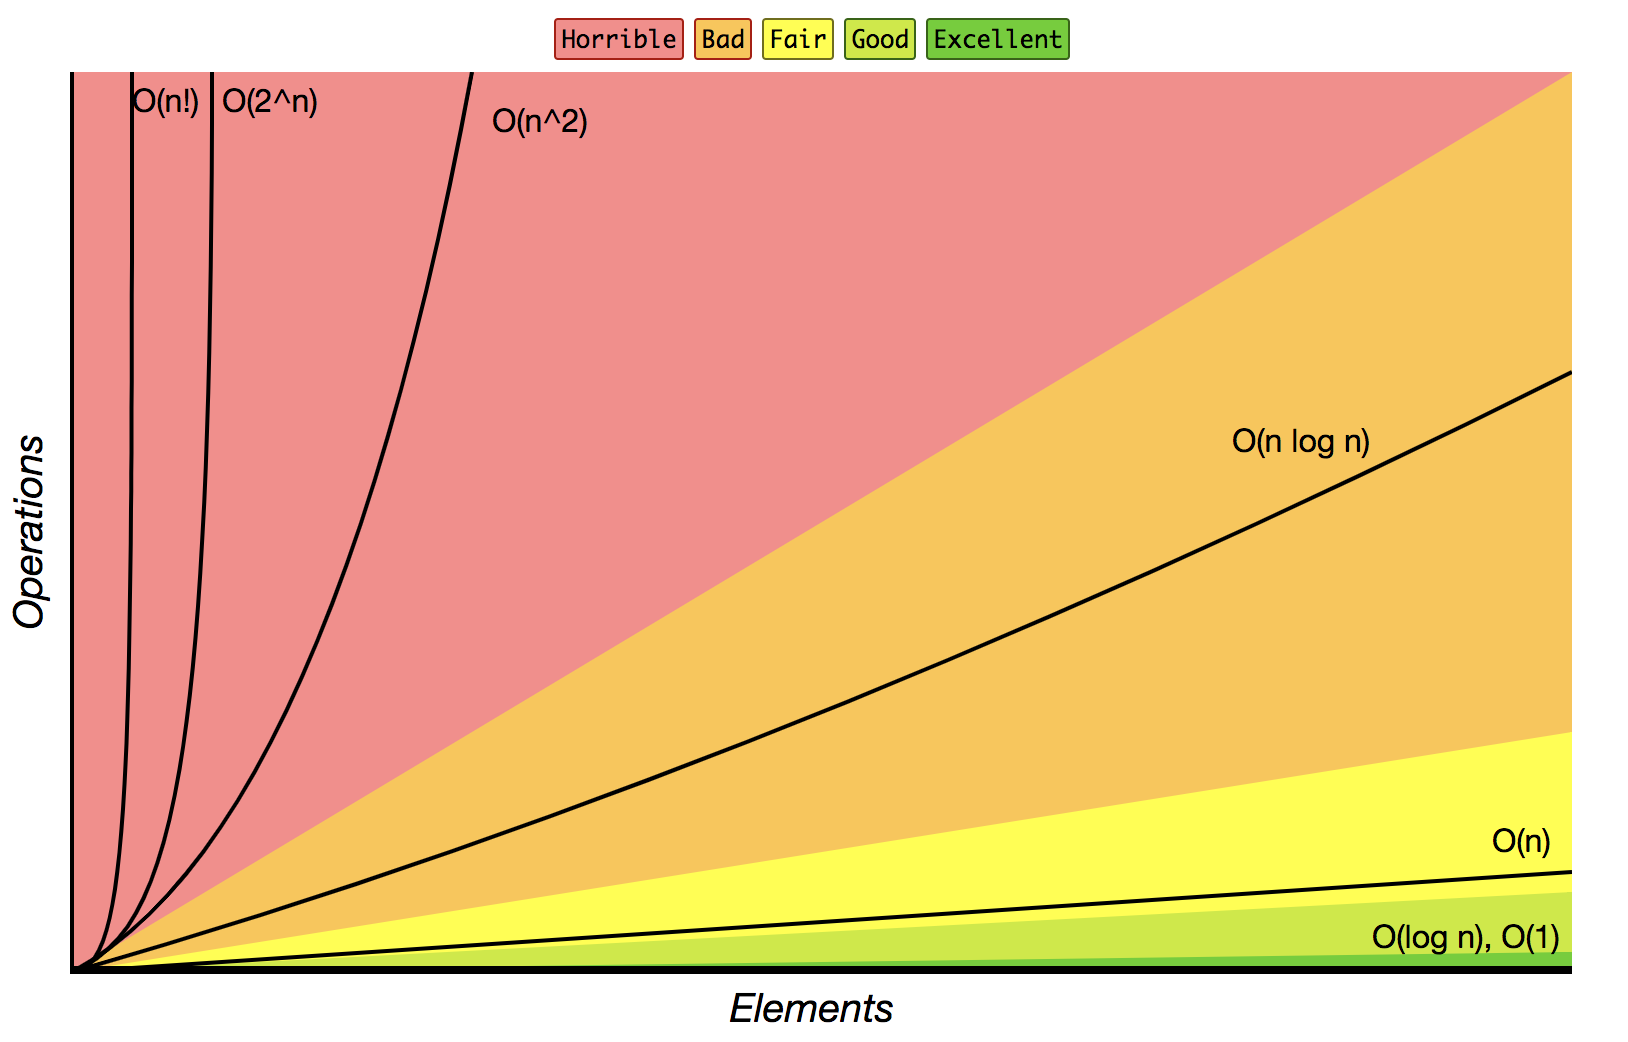 Horrible Bad Fair Good Excellent
O(n!) O(2^n)
O(n^2)
O(n log n)
O(n)
O(log n), O(1)
Operations
Elements